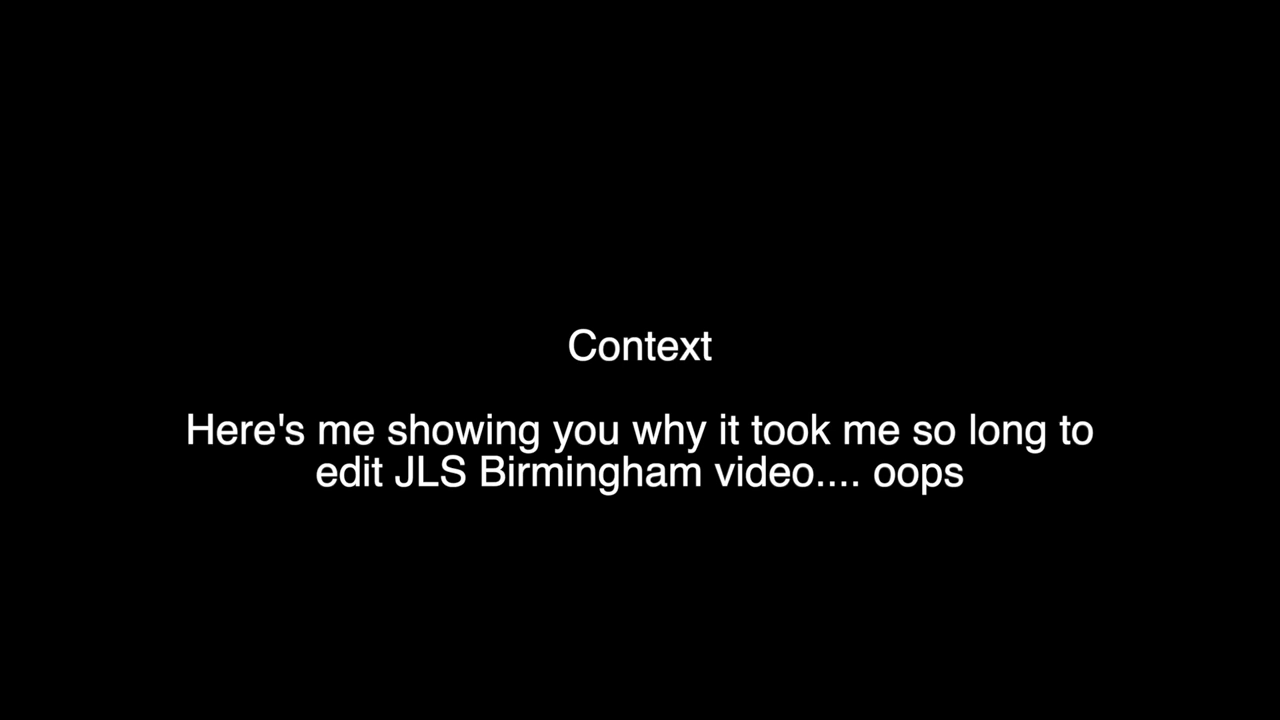 Context
Here's me showing you why it took me so long to
edit JLS Birmingham video.... oops